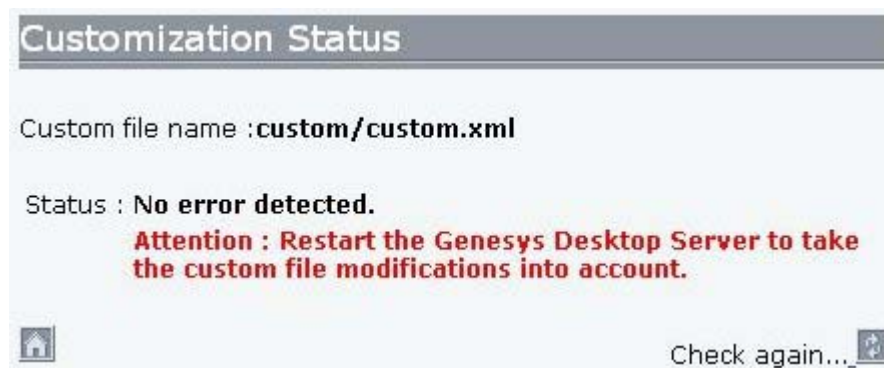 Customization Status
Custom file name :custom/custom.xml
Status : No error detected.
Attention : Restart the Genesys Desktop Server to take
the custom file modifications into account.
Check again...